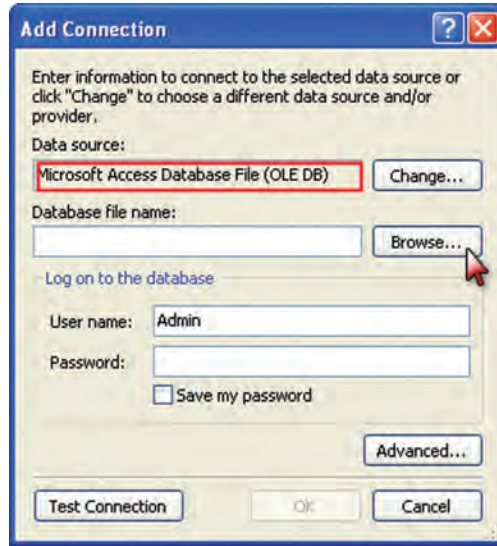 Add Connection
Enter information to connect to the selected data source or
click "Change" to choose a different data source and/or
provider.
Data source:
Microsoft Access Database File (OLE DB)
Change...
Database file name:
Browse...
Log on to the database
User name:
Admin
Password:
Save my password
Advanced...
Test Connection
OK
Cancel